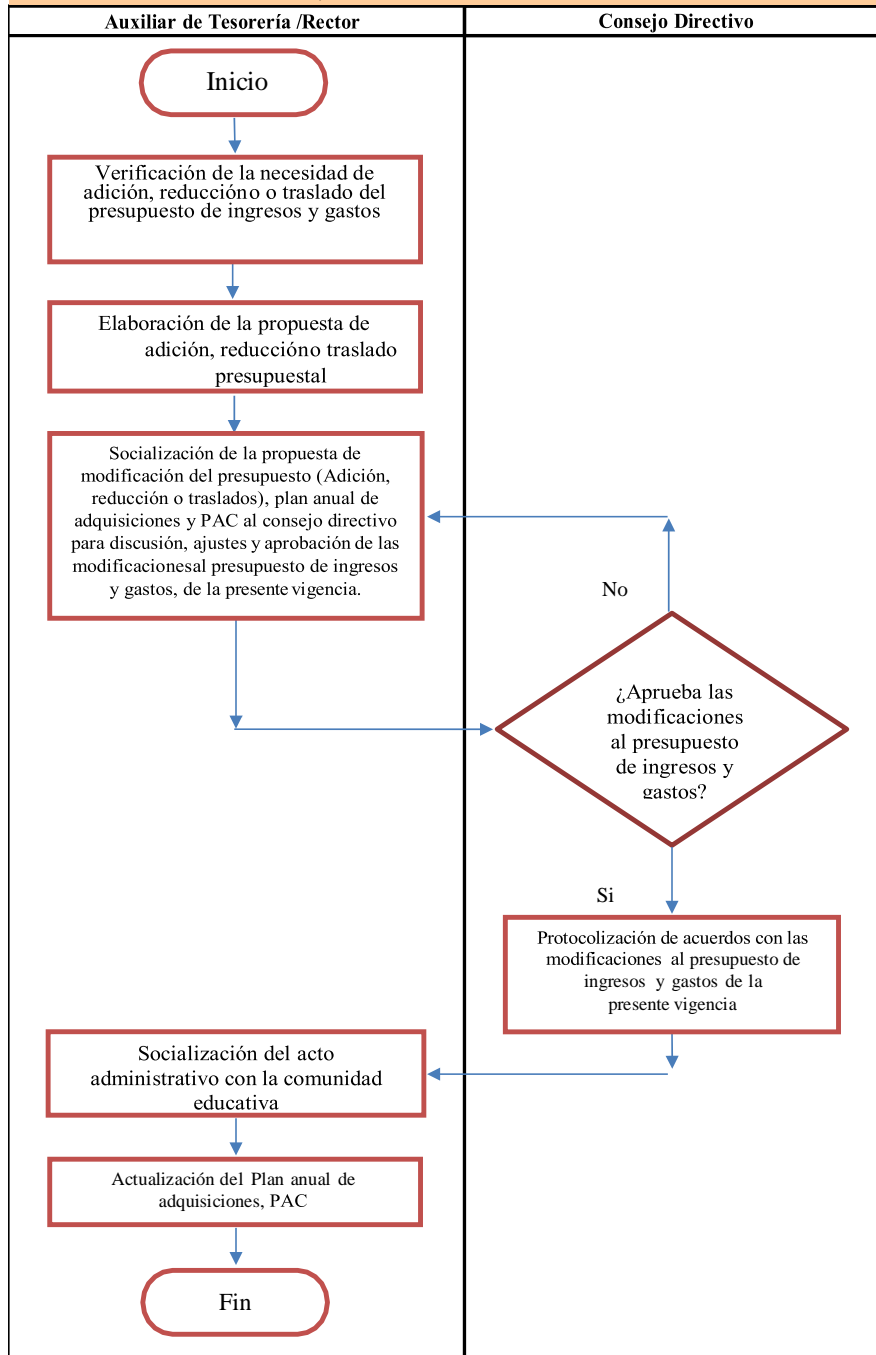 Auxiliar de Tesorería /Rector
Consejo Directivo
Inicio
Verificación de la necesidad de
adición, reduccióno o traslado del
presupuesto de ingresos y gastos
Elaboración de la propuesta de
adición, reduccióno traslado
presupuestal
Socialización de la propuesta de
modificación del presupuesto (Adición,
reducción o traslados), plan anual de
adquisiciones y PAC al consejo directivo
para discusión, ajustes y aprobación de las
modificacionesal presupuesto de ingresos
y gastos, de la presente vigencia.
No
¿Aprueba las
modificaciones
al presupuesto
de ingresos y
gastos?
Si
Protocolización de acuerdos con las
modificaciones al presupuesto de
ingresos y gastos de la
presente vigencia
Socialización del acto
administrativo con la comunidad
educativa
Actualización del Plan anual de
adquisiciones, PAC
Fin